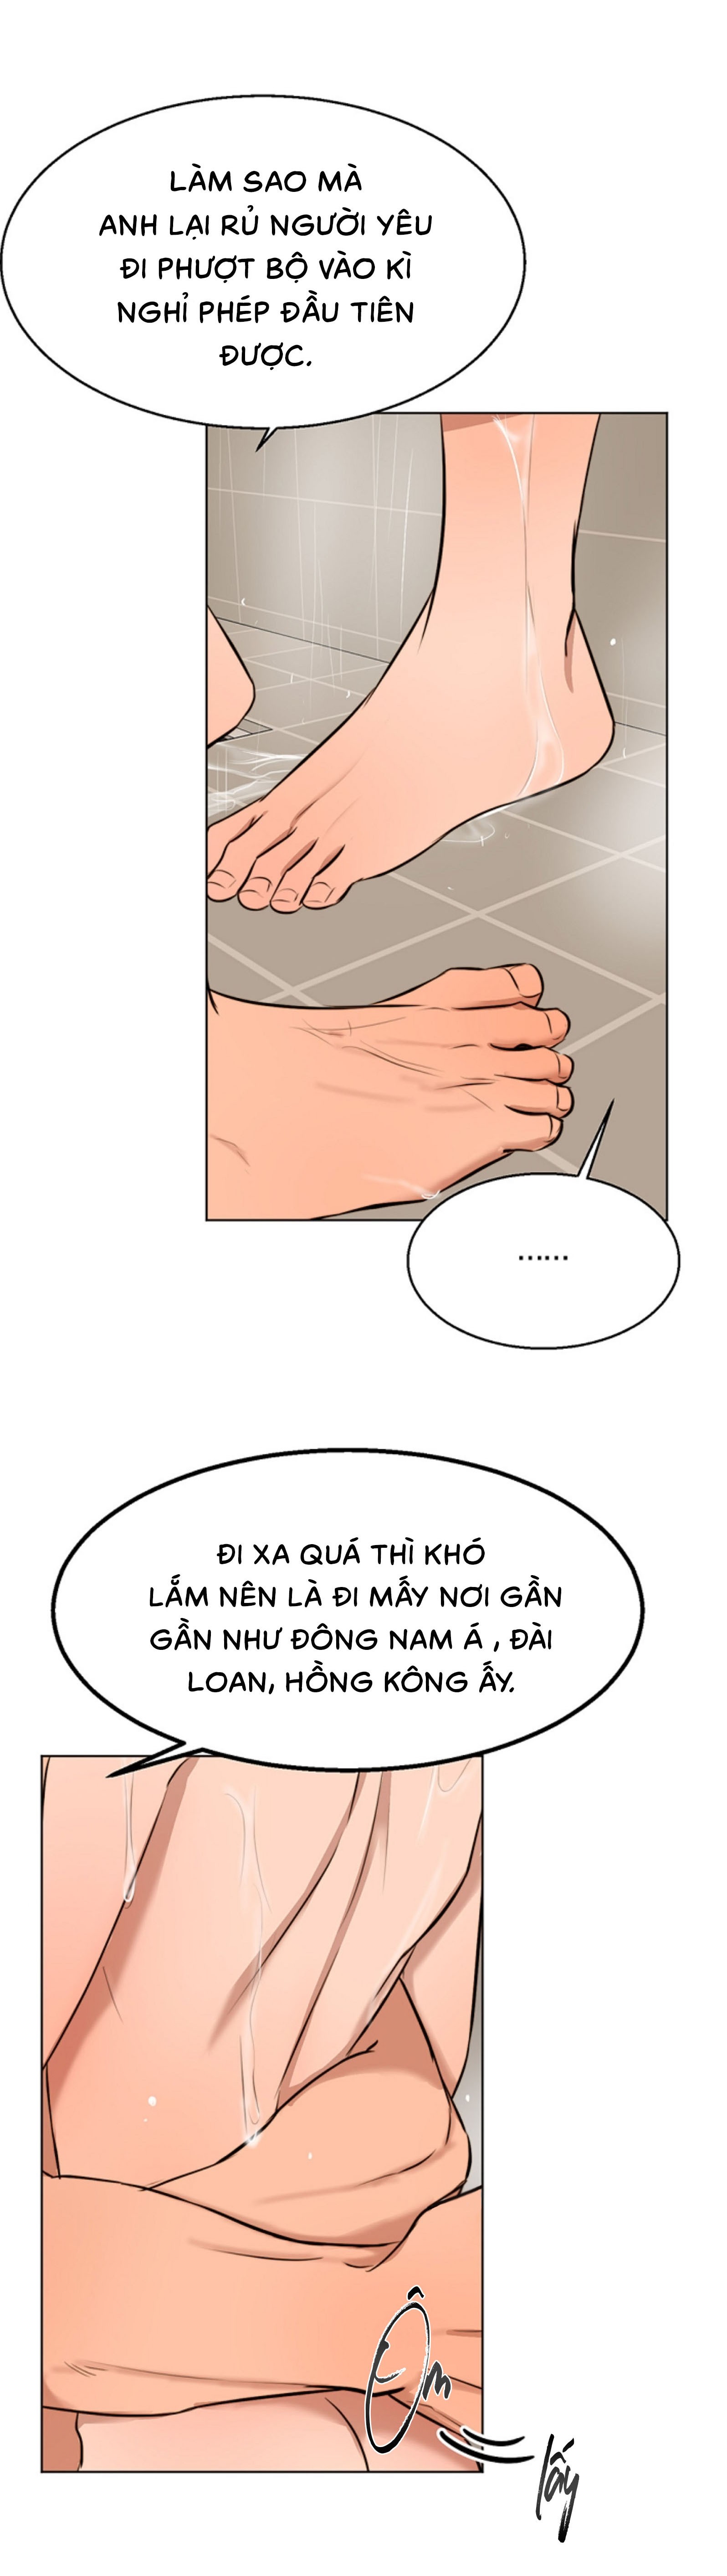 LÀM SAO MÀ
ANH LẠI RỦ NGƯỜI YÊU
ĐI PHƯỢT BỘ VÀO KÌ
NGHỈ PHÉP ĐẦU TIÊN
ĐƯỢC.
......
ĐI XA QUÁ THÌ KHÓ
LẮM NÊN LÀ ĐI MẤY NƠI GẦN
GẦN NHƯ ĐÔNG NAM Á , ĐÀI
LOAN, HỒNG KÔNG ẤY.
Ôm
lấy